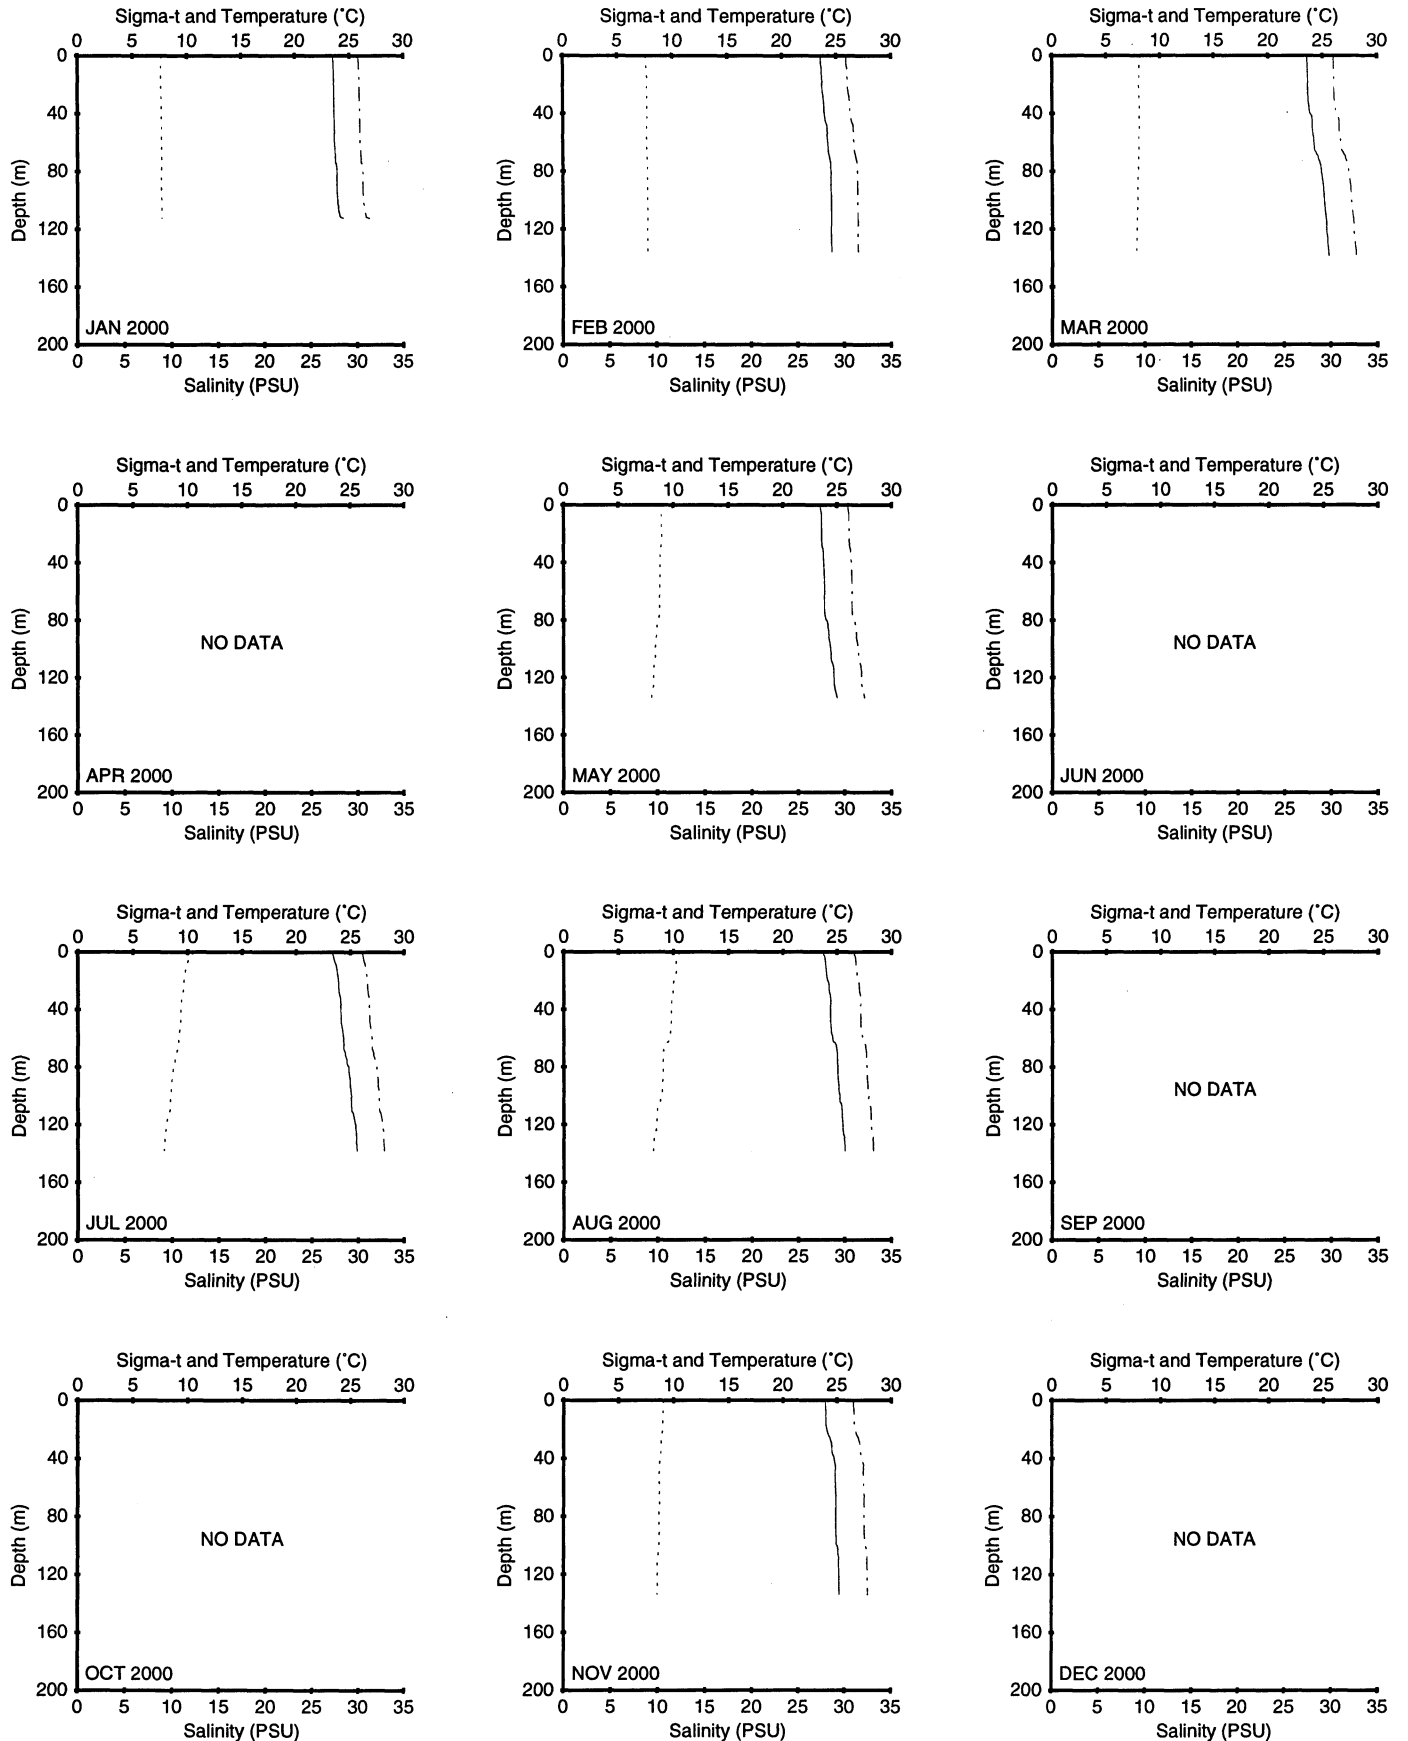 Sigma-t and Temperature (°C) Sigma-t and Temperature (°C) Sigma-t and Temperature (°C)
0 5 10 15 20 25 30 0 5 10 15 20 25 30 0 5 10 15 20 25 30
0 0 0
40 40 40
80 80 80
Depth (m) Depth (m) Depth (m)
120 120 120
160 160 160
JAN 2000 FEB 2000 MAR 2000
200 200 200
0 5 10 15 20 25 30 35 0 5 10 15 20 25 30 35 0 5 10 15 20 25 30 35
Salinity (PSU) Salinity (PSU) Salinity (PSU)
Sigma-t and Temperature (°C) Sigma-t and Temperature (°C) Sigma-t and Temperature (°C)
0 5 10 15 20 25 30 0 5 10 15 20 25 30 0 5 10 15 20 25 30
0 0 0
40 40 40
80 80 80
Depth (m) NO DATA Depth (m) Depth (m) NO DATA
120 120 120
160 160 160
APR 2000 MAY 2000 JUN 2000
200 200 200
0 5 10 15 20 25 30 35 0 5 10 15 20 25 30 35 0 5 10 15 20 25 30 35
Salinity (PSU) Salinity (PSU) Salinity (PSU)
Sigma-t and Temperature (°C) Sigma-t and Temperature (°C) Sigma-t and Temperature (°C)
0 5 10 15 20 25 30 0 5 10 15 20 25 30 0 5 10 15 20 25 30
0 0 0
40 40 40
80 80 80
Depth (m) Depth (m) Depth (m) NO DATA
120 120 120
160 160 160
JUL 2000 AUG 2000 SEP 2000
200 200 200
0 5 10 15 20 25 30 35 0 5 10 15 20 25 30 35 0 5 10 15 20 25 30 35
Salinity (PSU) Salinity (PSU) Salinity (PSU)
Sigma-t and Temperature (°C) Sigma-t and Temperature (°C) Sigma-t and Temperature (°C)
0 5 10 15 20 25 30 0 5 10 15 20 25 30 0 5 10 15 20 25 30
0 0 0
40 40 40
80 80 80
Depth (m) NO DATA Depth (m) Depth (m) NO DATA
120 120 120
160 160 160
OCT 2000 NOV 2000 DEC 2000
200 200 200
0 5 10 15 20 25 30 35 0 5 10 15 20 25 30 35 0 5 10 15 20 25 30 35
Salinity (PSU) Salinity (PSU) Salinity (PSU)